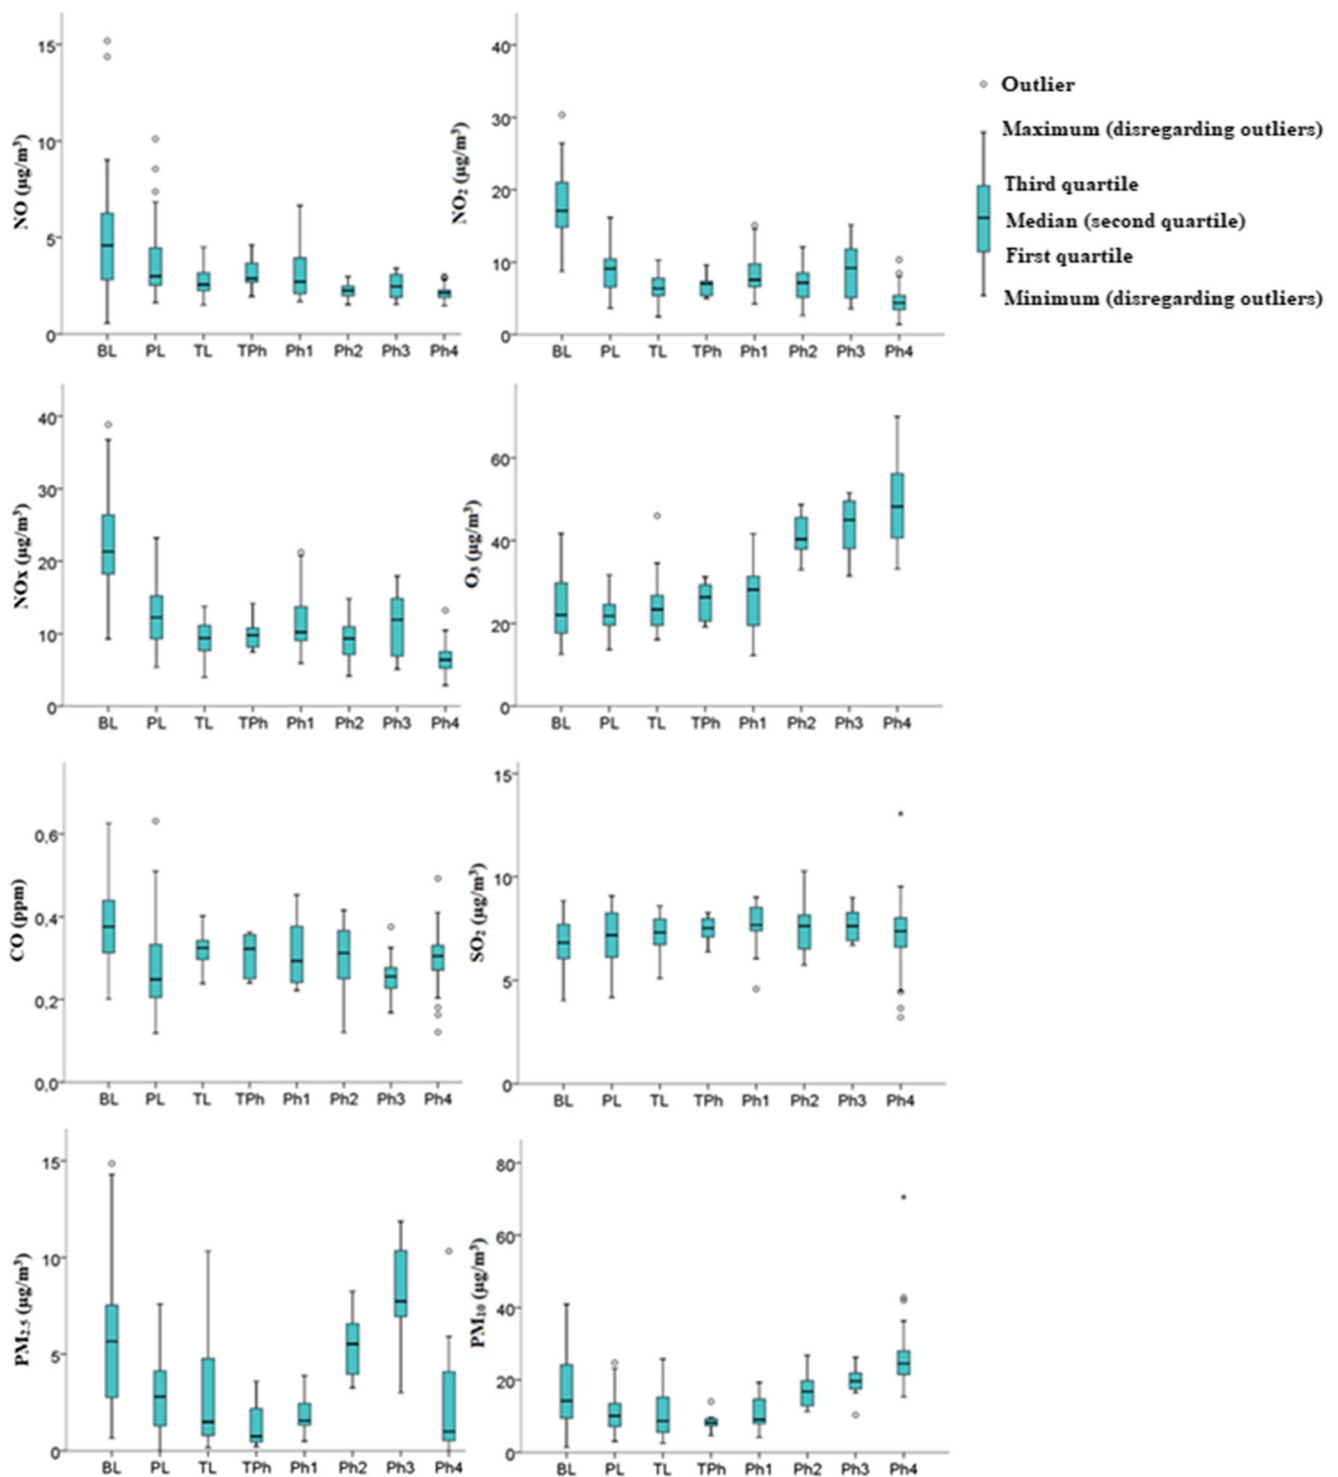 NO (µg/m³)
15
10
5
0
BL PL TL TPh Ph1 Ph2 Ph3 Ph4
NO₂ (µg/m³)
40
30
20
10
0
BL PL TL TPh Ph1 Ph2 Ph3 Ph4
Outlier
Maximum (disregarding outliers)
Third quartile
Median (second quartile)
First quartile
Minimum (disregarding outliers)
NOx (µg/m³)
40
30
20
10
0
BL PL TL TPh Ph1 Ph2 Ph3 Ph4
O₃ (µg/m³)
60
40
20
0
BL PL TL TPh Ph1 Ph2 Ph3 Ph4
CO (ppm)
0,6
0,4
0,2
0,0
BL PL TL TPh Ph1 Ph2 Ph3 Ph4
SO₂ (µg/m³)
15
10
5
0
BL PL TL TPh Ph1 Ph2 Ph3 Ph4
PM₂.₅ (µg/m³)
15
10
5
0
BL PL TL TPh Ph1 Ph2 Ph3 Ph4
PM₁₀ (µg/m³)
80
60
40
20
0
BL PL TL TPh Ph1 Ph2 Ph3 Ph4